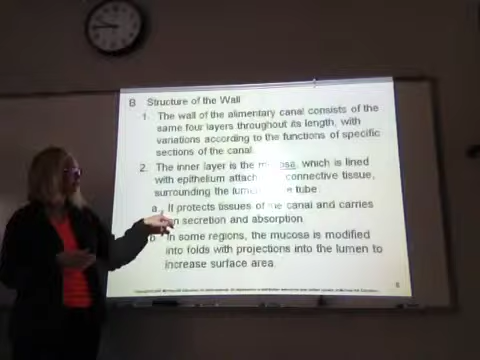 B Structure of the Wall
1. The wall of the alimentary canal consists of the
same four layers throughout its length, with
variations according to the functions of specific
sections of the canal.
2. The inner layer is the mucosa, which is lined
with epithelium attac connective tissue,
surrounding the lume e tube.
a. It protects tissues of the canal and carries
on secretion and absorption.
b. In some regions, the mucosa is modified
into folds with projections into the lumen to
increase surface area.